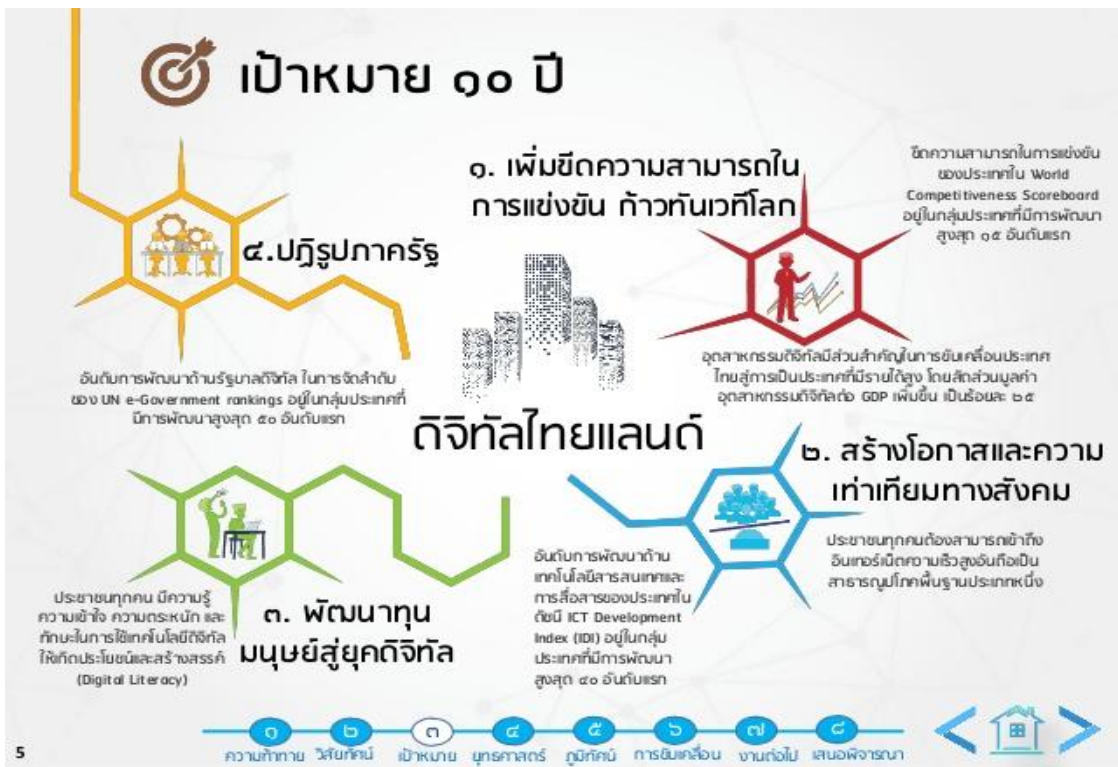 เป้าหมาย ๑๐ ปี
๑. เพิ่มขีดความสามารถใน
การแข่งขัน ก้าวทันเวทีโลก
ขีดความสามารถในการแข่งขัน
ของประเทศใน World
Competitiveness Scoreboard
อยู่ในกลุ่มประเทศที่มีการพัฒนา
สูงสุด ๑๕ อันดับแรก
อุตสาหกรรมดิจิทัลมีส่วนสำคัญในการขับเคลื่อนประเทศ
ไทยสู่การเป็นประเทศที่มีรายได้สูง โดยสัดส่วนมูลค่า
อุตสาหกรรมดิจิทัลต่อ GDP เพิ่มขึ้น เป็นร้อยละ ๒๕
๔.ปฏิรูปภาครัฐ
อันดับการพัฒนาด้านรัฐบาลดิจิทัล ในการจัดลำดับ
ของ UN e-Government rankings อยู่ในกลุ่มประเทศที่
มีการพัฒนาสูงสุด ๕๐ อันดับแรก
ดิจิทัลไทยแลนด์
๒. สร้างโอกาสและความ
เท่าเทียมทางสังคม
ประชาชนทุกคนต้องสามารถเข้าถึง
อินเทอร์เน็ตความเร็วสูงอันถือเป็น
สาธารณูปโภคพื้นฐานประเภทหนึ่ง
อันดับการพัฒนาด้าน
เทคโนโลยีสารสนเทศและ
การสื่อสารของประเทศใน
ดัชนี ICT Development
Index (IDI) อยู่ในกลุ่ม
ประเทศที่มีการพัฒนา
สูงสุด ๔๐ อันดับแรก
๓. พัฒนาทุน
มนุษย์สู่ยุคดิจิทัล
ประชาชนทุกคน มีความรู้
ความเข้าใจ ความตระหนัก และ
ทักษะในการใช้เทคโนโลยีดิจิทัล
ให้เกิดประโยชน์และสร้างสรรค์
(Digital Literacy)
๑ ๒ ๓ ๔ ๕ ๖ ๗ ๘
ความท้าทาย วิสัยทัศน์ เป้าหมาย ยุทธศาสตร์ ภูมิทัศน์ การขับเคลื่อน งานต่อไป เสนอพิจารณา
5